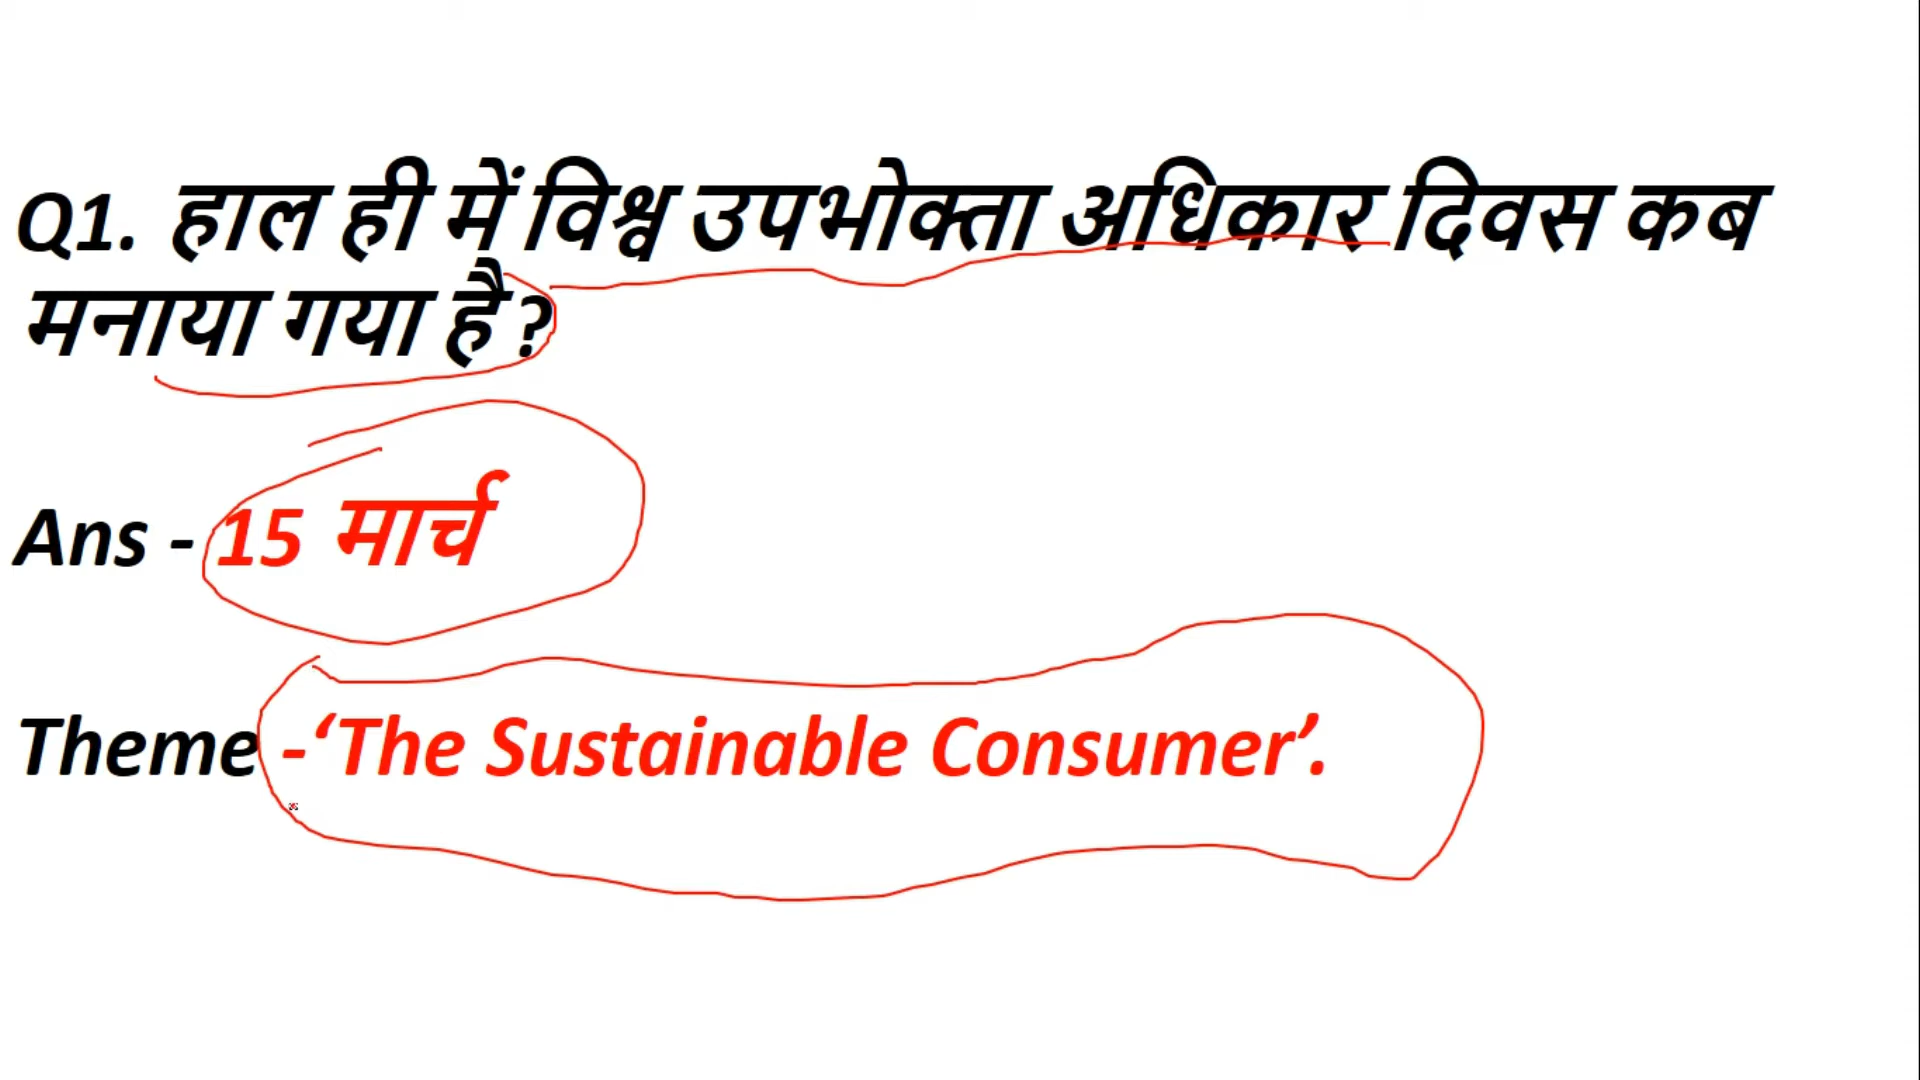 Q1. हाल ही में विश्व उपभोक्ता अधिकार दिवस कब
मनाया गया है?
Ans - 15 मार्च
Theme -‘The Sustainable Consumer’.